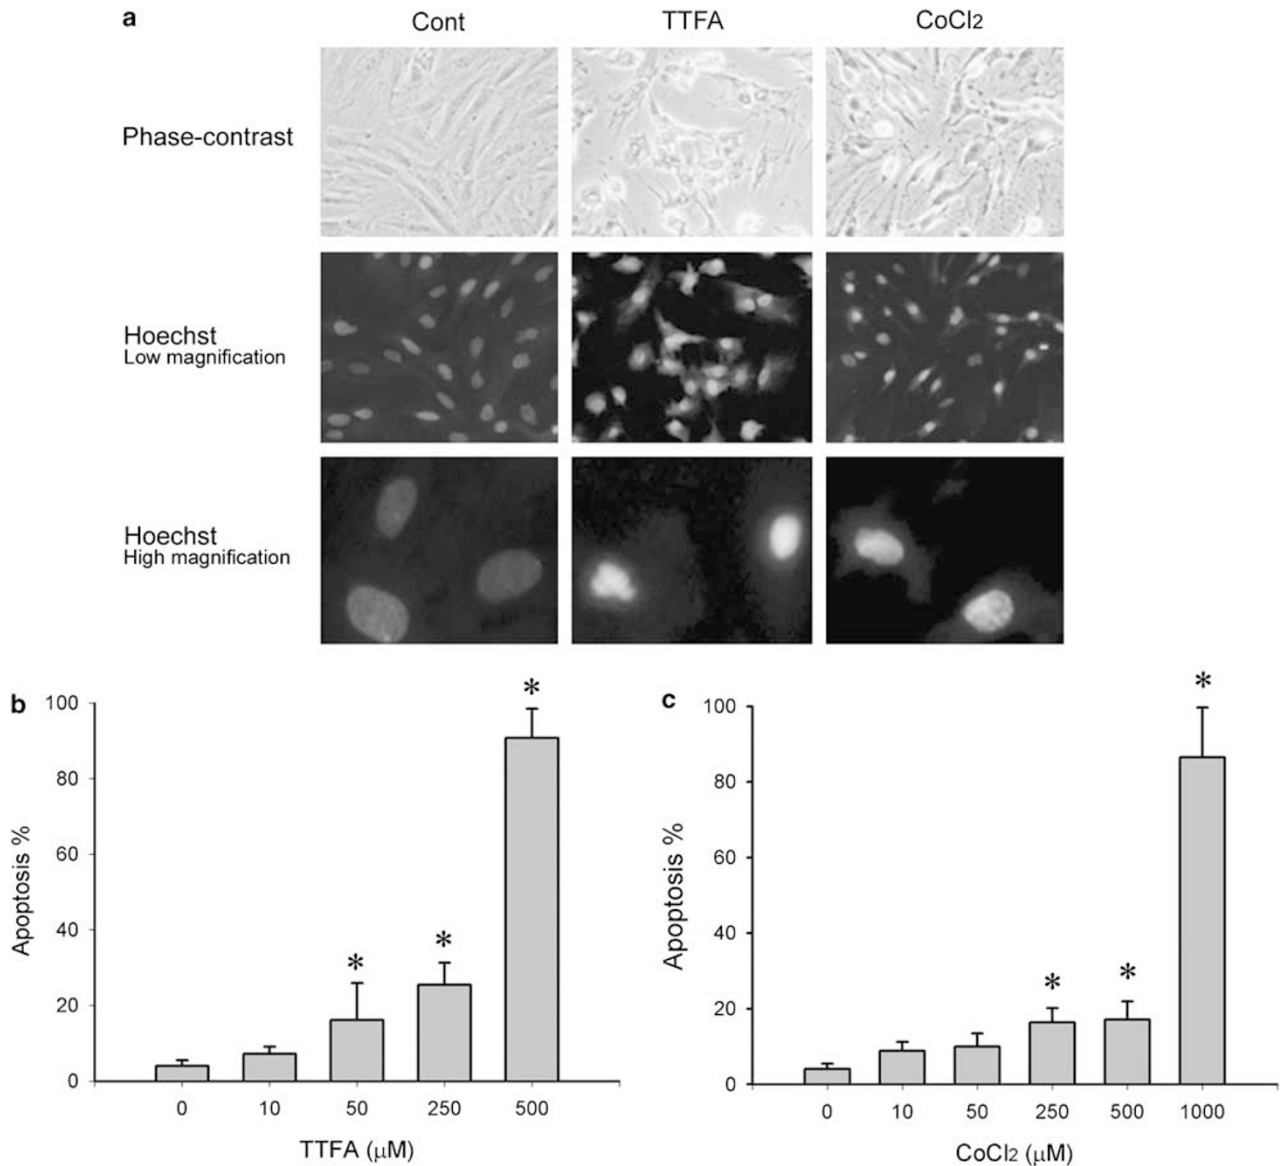 a
Cont TTFA CoCl2
Phase-contrast
Hoechst
Low magnification
Hoechst
High magnification
b
*
100
80
60
40
20
0
* *
Apoptosis %
0 10 50 250 500
TTFA (μM)
c
*
100
80
60
40
20
0
* *
Apoptosis %
0 10 50 250 500 1000
CoCl2 (μM)